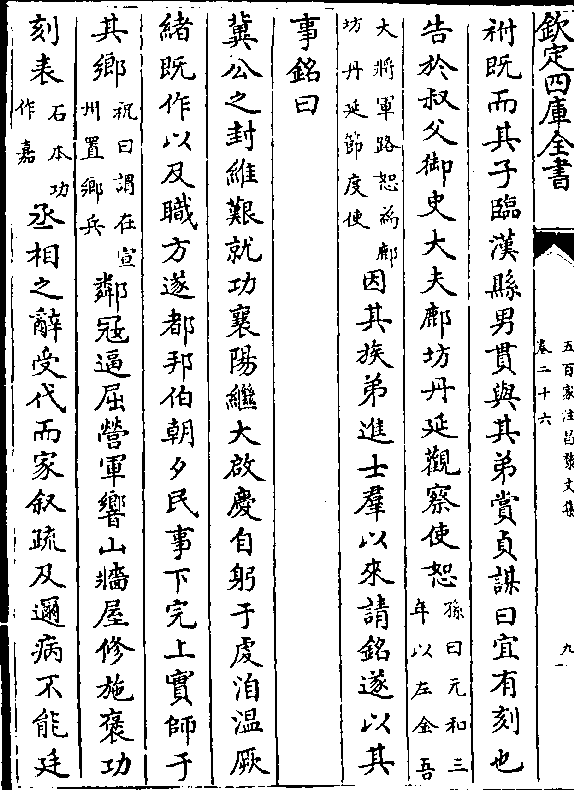 欽定四庫全書
五百家注昌黎文集
卷二十六
九
祔既而其子臨漢縣男貫與其弟賞貞謀曰宜有刻也
告於叔父御史大夫鄜坊丹延觀察使恕孫曰元和三
年以左金吾
大將軍路恕爲鄜
坊丹延節度使因其族弟進士羣以來請銘遂以其
事銘曰
冀公之封維艱就功襄陽繼大啟慶自躬于虔洎温厥
緒既作以及職方遂都邦伯朝夕民事下完上實師于
其鄉祝曰謂在宣
州置鄉兵鄰冦逼屈營軍響山牆屋修施褒功
刻表石本功
作嘉丞相之辭受代而家叙疏及邇病不能廷